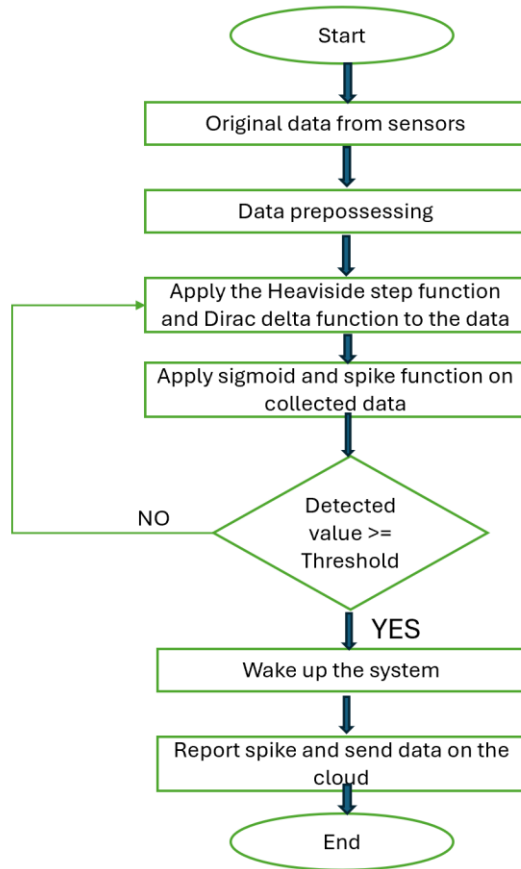 Start
Original data from sensors
Data prepossessing
Apply the Heaviside step function
and Dirac delta function to the data
Apply sigmoid and spike function on
collected data
Detected
value >=
Threshold
NO
YES
Wake up the system
Report spike and send data on the
cloud
End